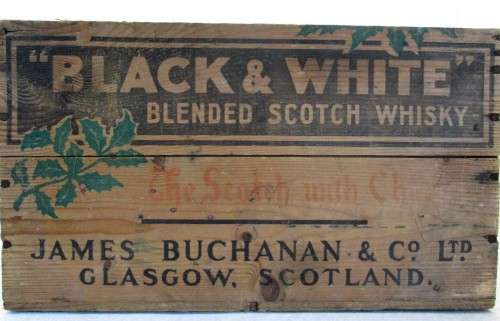 "BLACK & WHITE"
BLENDED SCOTCH WHISKY.
The Scotch with
JAMES BUCHANAN & Co LTD
GLASGOW, SCOTLAND.